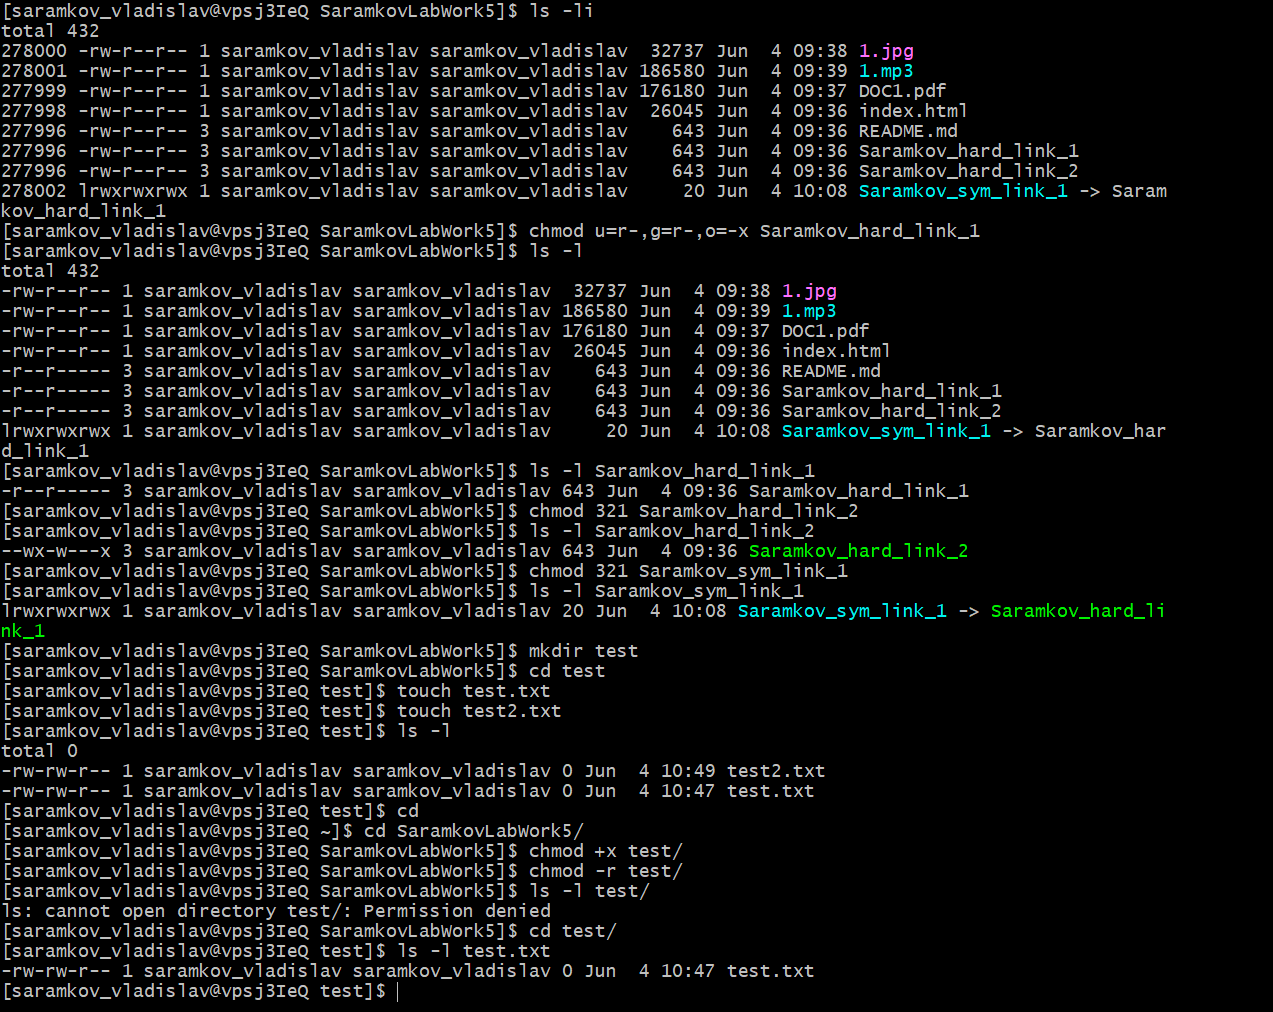 [saramkov_vladislav@vpsj3IeQ SaramkovLabWork5]$ ls -li
total 432
278000 -rw-r--r-- 1 saramkov_vladislav saramkov_vladislav  32737 Jun  4 09:38 1.jpg
278001 -rw-r--r-- 1 saramkov_vladislav saramkov_vladislav 186580 Jun  4 09:39 1.mp3
277999 -rw-r--r-- 1 saramkov_vladislav saramkov_vladislav 176180 Jun  4 09:37 DOC1.pdf
277998 -rw-r--r-- 1 saramkov_vladislav saramkov_vladislav  26045 Jun  4 09:36 index.html
277996 -rw-r--r-- 3 saramkov_vladislav saramkov_vladislav    643 Jun  4 09:36 README.md
277996 -rw-r--r-- 3 saramkov_vladislav saramkov_vladislav    643 Jun  4 09:36 Saramkov_hard_link_1
277996 -rw-r--r-- 3 saramkov_vladislav saramkov_vladislav    643 Jun  4 09:36 Saramkov_hard_link_2
278002 lrwxrwxrwx 1 saramkov_vladislav saramkov_vladislav     20 Jun  4 10:08 Saramkov_sym_link_1 -> Saram
kov_hard_link_1
[saramkov_vladislav@vpsj3IeQ SaramkovLabWork5]$ chmod u=r-,g=r-,o=-x Saramkov_hard_link_1
[saramkov_vladislav@vpsj3IeQ SaramkovLabWork5]$ ls -l
total 432
-rw-r--r-- 1 saramkov_vladislav saramkov_vladislav  32737 Jun  4 09:38 1.jpg
-rw-r--r-- 1 saramkov_vladislav saramkov_vladislav 186580 Jun  4 09:39 1.mp3
-rw-r--r-- 1 saramkov_vladislav saramkov_vladislav 176180 Jun  4 09:37 DOC1.pdf
-rw-r--r-- 1 saramkov_vladislav saramkov_vladislav  26045 Jun  4 09:36 index.html
-r--r----- 3 saramkov_vladislav saramkov_vladislav    643 Jun  4 09:36 README.md
-r--r----- 3 saramkov_vladislav saramkov_vladislav    643 Jun  4 09:36 Saramkov_hard_link_1
-r--r----- 3 saramkov_vladislav saramkov_vladislav    643 Jun  4 09:36 Saramkov_hard_link_2
lrwxrwxrwx 1 saramkov_vladislav saramkov_vladislav     20 Jun  4 10:08 Saramkov_sym_link_1 -> Saramkov_har
d_link_1
[saramkov_vladislav@vpsj3IeQ SaramkovLabWork5]$ ls -l Saramkov_hard_link_1
-r--r----- 3 saramkov_vladislav saramkov_vladislav 643 Jun  4 09:36 Saramkov_hard_link_1
[saramkov_vladislav@vpsj3IeQ SaramkovLabWork5]$ chmod 321 Saramkov_hard_link_2
[saramkov_vladislav@vpsj3IeQ SaramkovLabWork5]$ ls -l Saramkov_hard_link_2
--wx-w---x 3 saramkov_vladislav saramkov_vladislav 643 Jun  4 09:36 Saramkov_hard_link_2
[saramkov_vladislav@vpsj3IeQ SaramkovLabWork5]$ chmod 321 Saramkov_sym_link_1
[saramkov_vladislav@vpsj3IeQ SaramkovLabWork5]$ ls -l Saramkov_sym_link_1
lrwxrwxrwx 1 saramkov_vladislav saramkov_vladislav 20 Jun  4 10:08 Saramkov_sym_link_1 -> Saramkov_hard_li
nk_1
[saramkov_vladislav@vpsj3IeQ SaramkovLabWork5]$ mkdir test
[saramkov_vladislav@vpsj3IeQ SaramkovLabWork5]$ cd test
[saramkov_vladislav@vpsj3IeQ test]$ touch test.txt
[saramkov_vladislav@vpsj3IeQ test]$ touch test2.txt
[saramkov_vladislav@vpsj3IeQ test]$ ls -l
total 0
-rw-rw-r-- 1 saramkov_vladislav saramkov_vladislav 0 Jun  4 10:49 test2.txt
-rw-rw-r-- 1 saramkov_vladislav saramkov_vladislav 0 Jun  4 10:47 test.txt
[saramkov_vladislav@vpsj3IeQ test]$ cd
[saramkov_vladislav@vpsj3IeQ ~]$ cd SaramkovLabWork5/
[saramkov_vladislav@vpsj3IeQ SaramkovLabWork5]$ chmod +x test/
[saramkov_vladislav@vpsj3IeQ SaramkovLabWork5]$ chmod -r test/
[saramkov_vladislav@vpsj3IeQ SaramkovLabWork5]$ ls -l test/
ls: cannot open directory test/: Permission denied
[saramkov_vladislav@vpsj3IeQ SaramkovLabWork5]$ cd test/
[saramkov_vladislav@vpsj3IeQ test]$ ls -l test.txt
-rw-rw-r-- 1 saramkov_vladislav saramkov_vladislav 0 Jun  4 10:47 test.txt
[saramkov_vladislav@vpsj3IeQ test]$